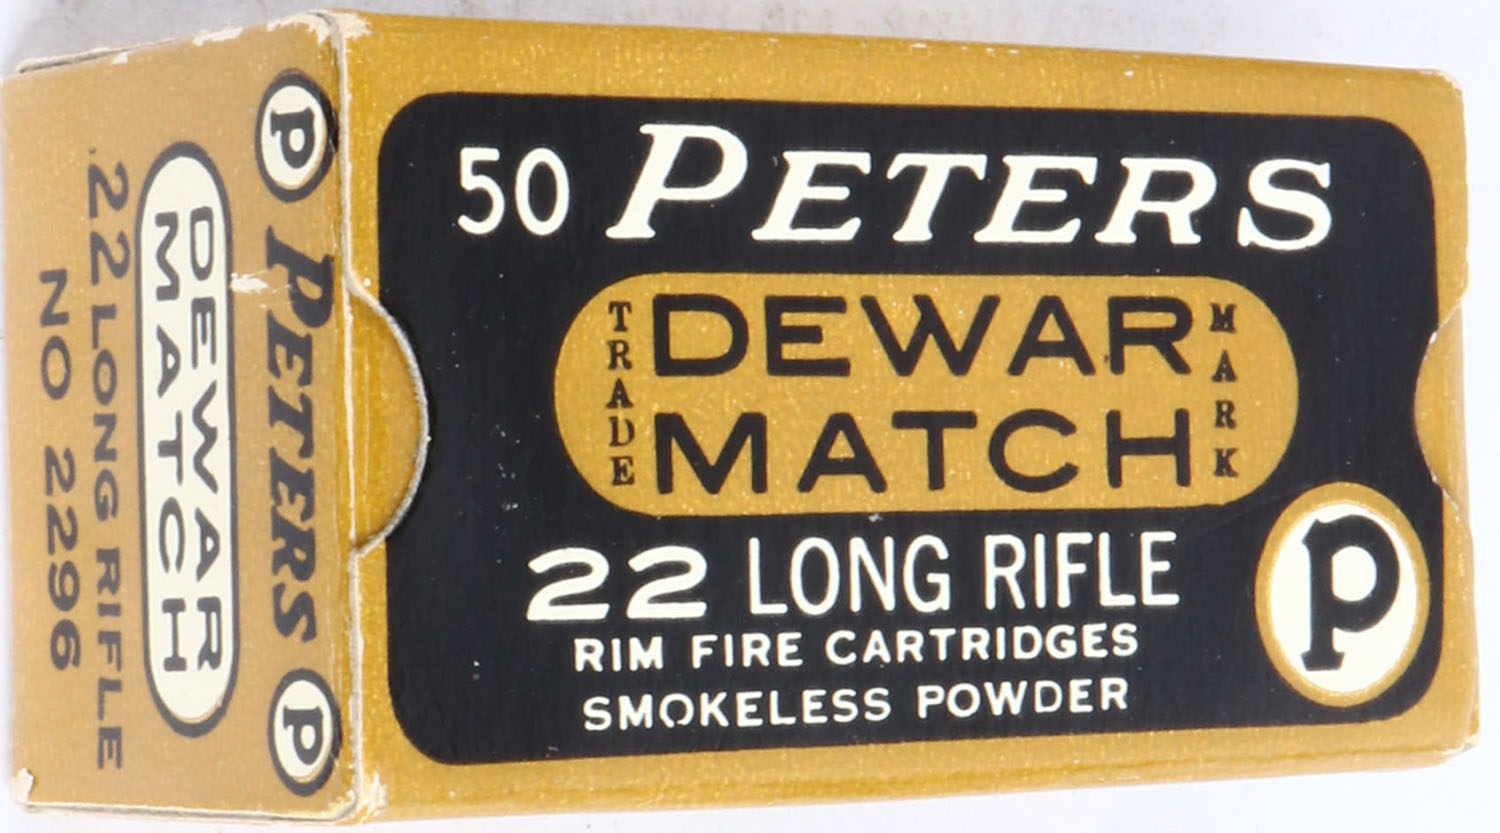 50 PETERS
TRADE DEWAR MARK
MATCH
22 LONG RIFLE
RIM FIRE CARTRIDGES
SMOKELESS POWDER
P
P PETERS P
DEWAR
MATCH
.22 LONG RIFLE
NO 2296